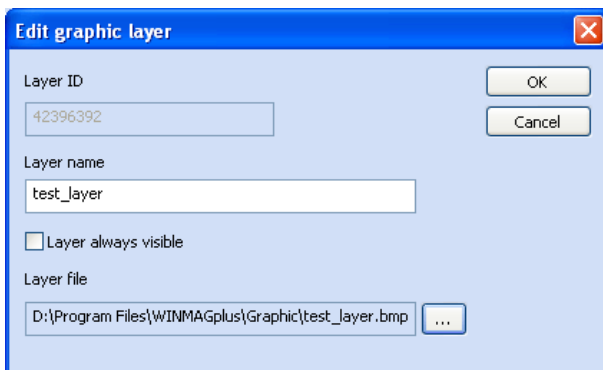 Edit graphic layer
Layer ID
OK
42396392
Cancel
Layer name
test_layer
Layer always visible
Layer file
D:\Program Files\WINMAGplus\Graphic\test_layer.bmp
...